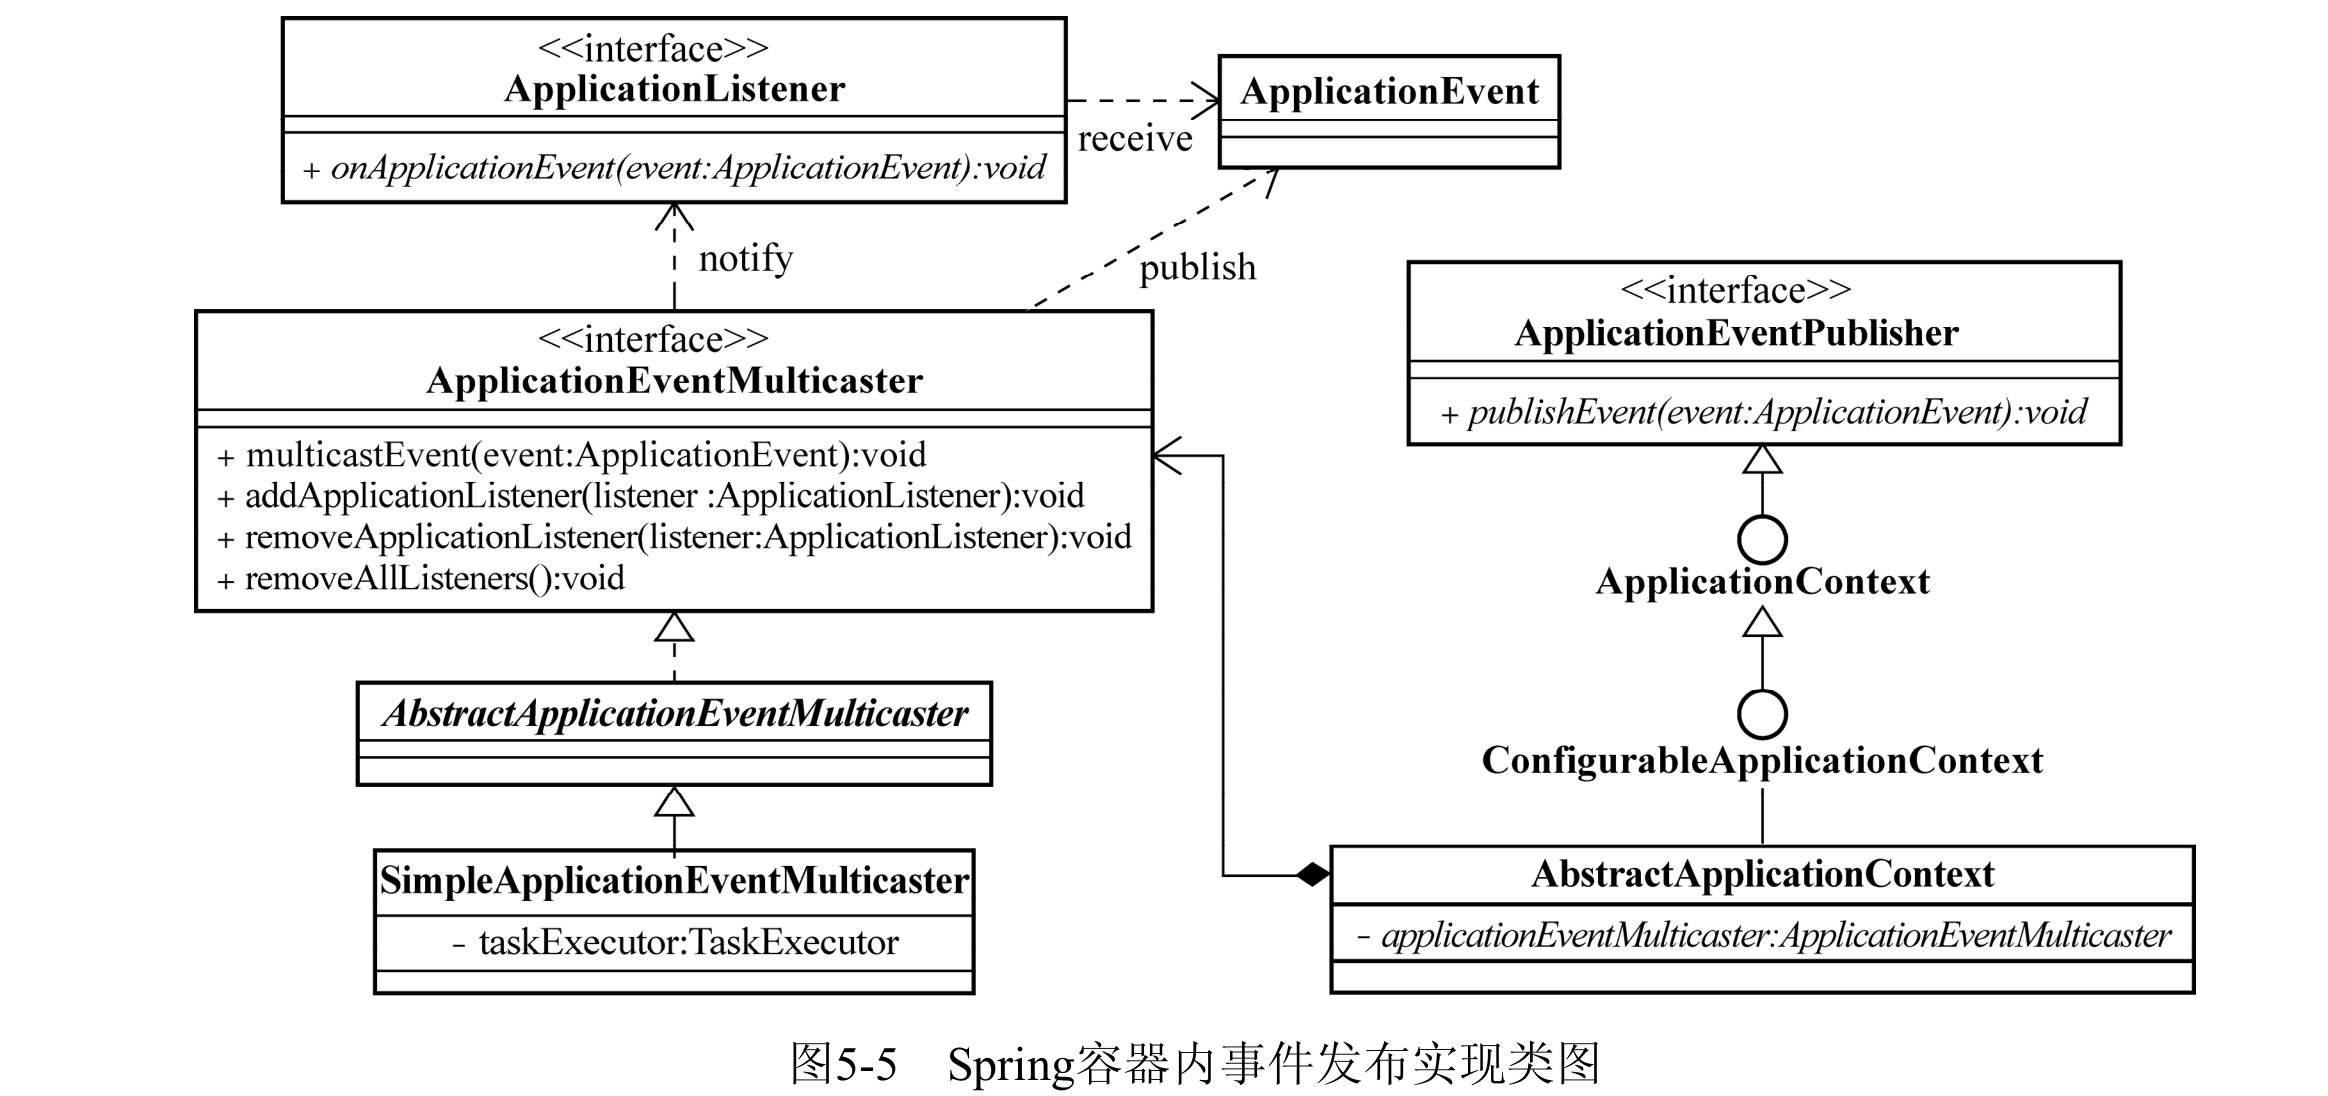 <<interface>>
ApplicationListener
+ onApplicationEvent(event:ApplicationEvent):void
ApplicationEvent
receive
notify
publish
<<interface>>
ApplicationEventMulticaster
+ multicastEvent(event:ApplicationEvent):void
+ addApplicationListener(listener :ApplicationListener):void
+ removeApplicationListener(listener:ApplicationListener):void
+ removeAllListeners():void
<<interface>>
ApplicationEventPublisher
+ publishEvent(event:ApplicationEvent):void
ApplicationContext
ConfigurableApplicationContext
AbstractApplicationEventMulticaster
SimpleApplicationEventMulticaster
- taskExecutor:TaskExecutor
AbstractApplicationContext
- applicationEventMulticaster:ApplicationEventMulticaster
图5-5 Spring容器内事件发布实现类图